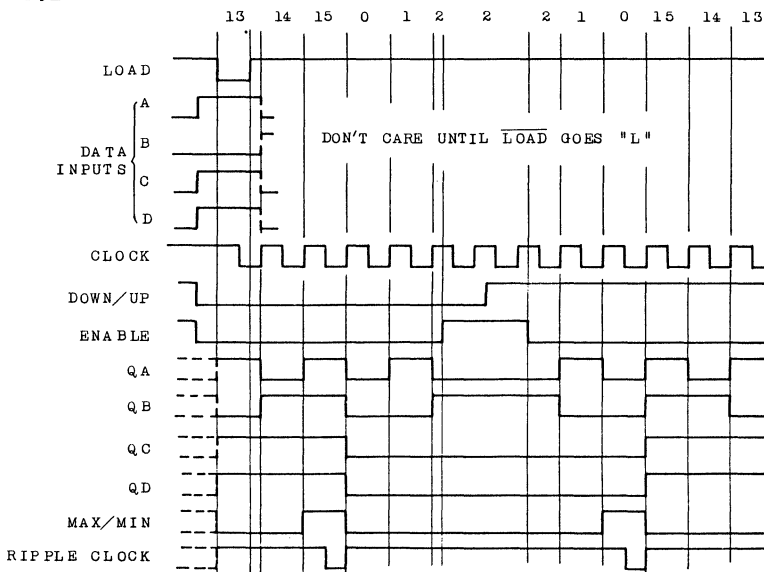 13 14 15 0 1 2 2 2 1 0 15 14 13
LOAD
A
B
DON'T CARE UNTIL LOAD GOES "L"
DATA
INPUTS
C
D
CLOCK
DOWN/UP
ENABLE
QA
QB
QC
QD
MAX/MIN
RIPPLE CLOCK